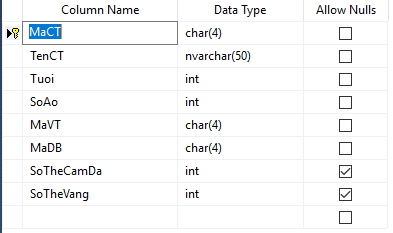 Column Name Data Type Allow Nulls
MaCT char(4)
TenCT nvarchar(50)
Tuoi int
SoAo int
MaVT char(4)
MaDB char(4)
SoTheCamDa int
SoTheVang int